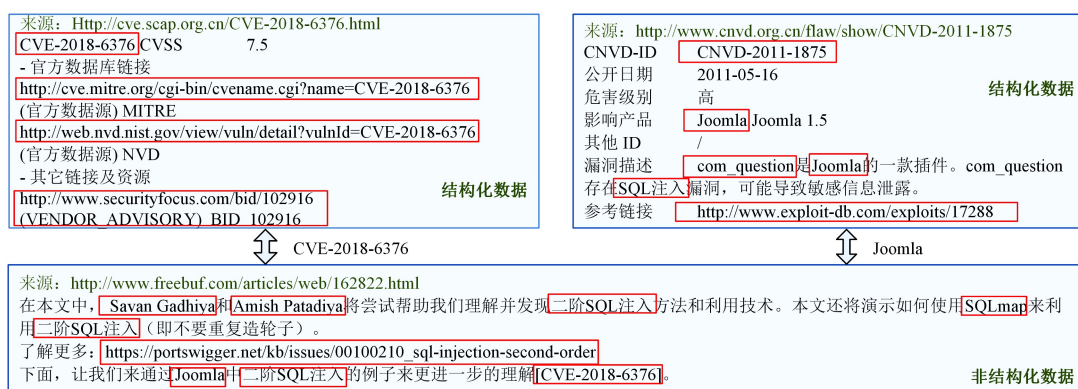 来源：Http://cve.scap.org.cn/CVE-2018-6376.html
CVE-2018-6376 CVSS 7.5
- 官方数据库链接
http://cve.mitre.org/cgi-bin/cvename.cgi?name=CVE-2018-6376
(官方数据源) MITRE
http://web.nvd.nist.gov/view/vuln/detail?vulnId=CVE-2018-6376
(官方数据源) NVD
- 其它链接及资源
http://www.securityfocus.com/bid/102916
(VENDOR_ADVISORY) BID 102916
结构化数据
来源：http://www.cnvd.org.cn/flaw/show/CNVD-2011-1875
CNVD-ID CNVD-2011-1875
公开日期 2011-05-16
危害级别 高
影响产品 Joomla Joomla 1.5
其他 ID /
漏洞描述 com_question是Joomla的一款插件。com_question
存在SQL注入漏洞，可能导致敏感信息泄露。
参考链接 http://www.exploit-db.com/exploits/17288
结构化数据
CVE-2018-6376
Joomla
来源：http://www.freebuf.com/articles/web/162822.html
在本文中，Savan Gadhiya和Amish Patadiya将尝试帮助我们理解并发现二阶SQL注入方法和利用技术。本文还将演示如何使用SQLmap来利
用二阶SQL注入（即不要重复造轮子）。
了解更多：https://portswigger.net/kb/issues/00100210_sql-injection-second-order
下面，让我们来通过Joomla中二阶SQL注入的例子来更进一步的理解[CVE-2018-6376]。
非结构化数据